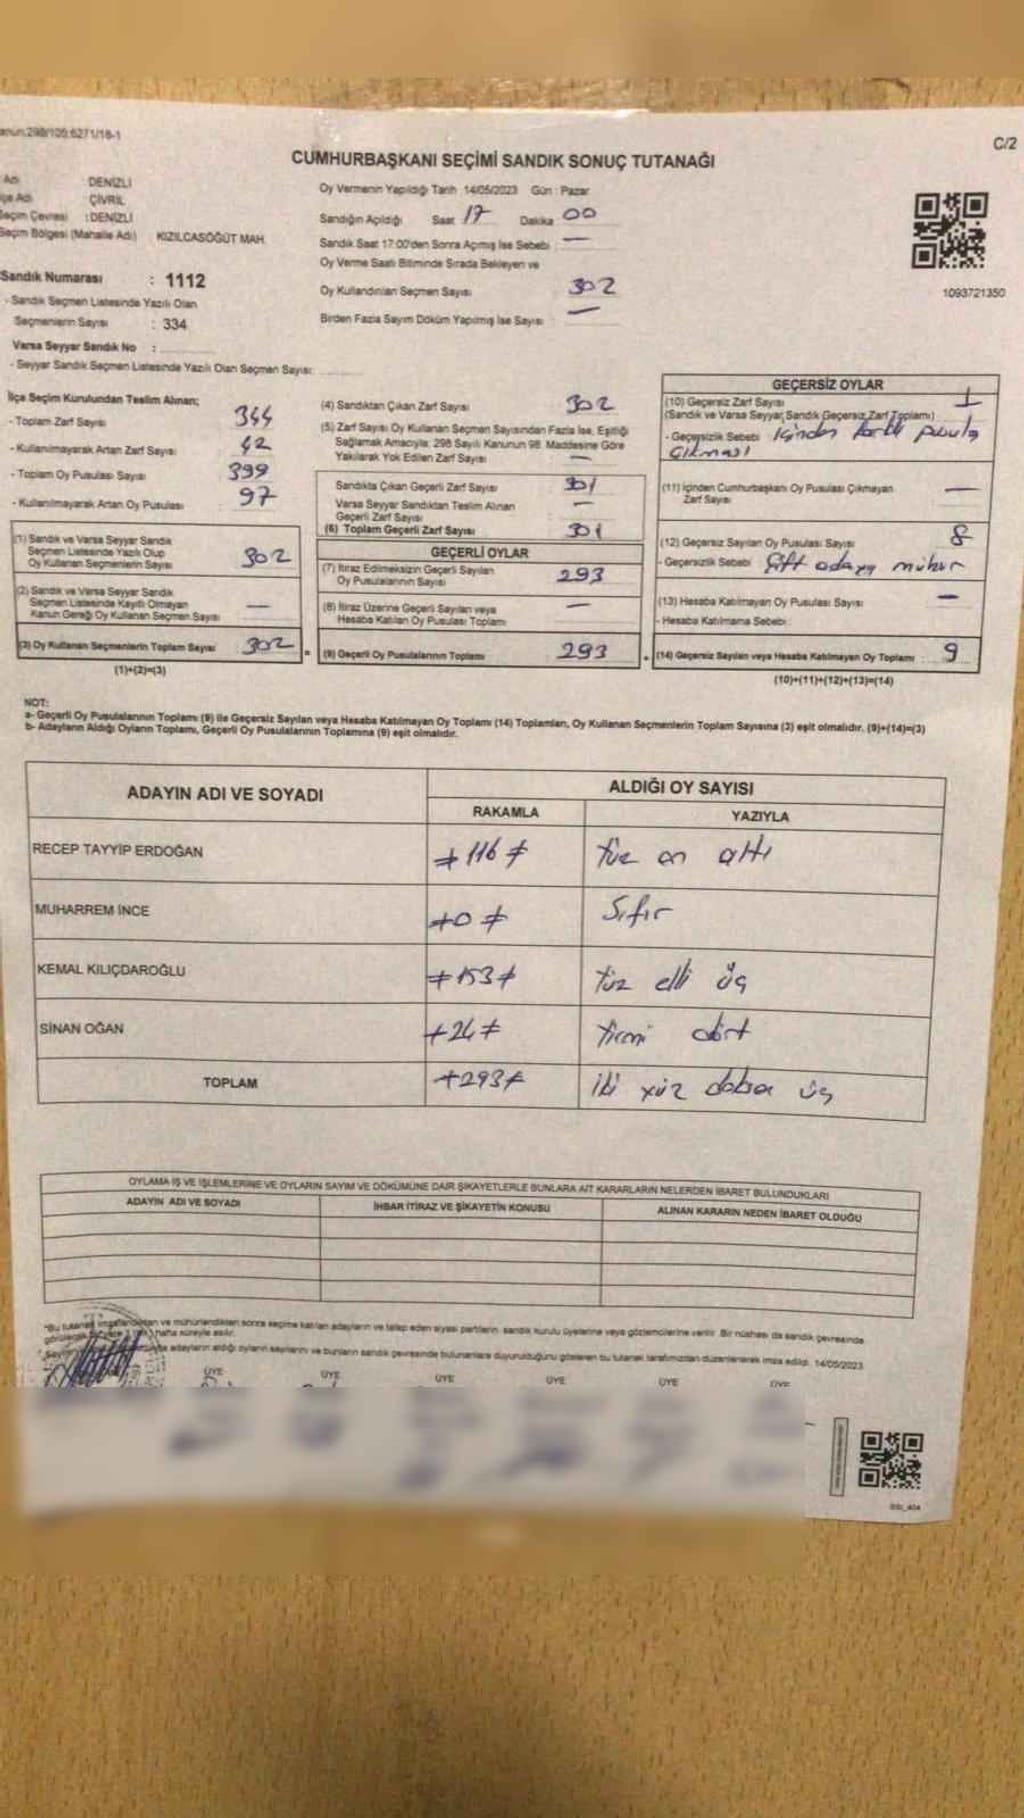 anun:298/105:6271/18-1
C/2
CUMHURBAŞKANI SEÇİMİ SANDIK SONUÇ TUTANAĞI
Adı DENİZLİ
lçe Adı ÇİVRİL
Seçim Çevresi : DENİZLİ
Seçim Bölgesi (Mahalle Adı) KIZILCASÖĞÜT MAH.
Sandık Numarası : 1112
- Sandık Seçmen Listesinde Yazılı Olan
Seçmenlerin Sayısı : 334
Varsa Seyyar Sandık No :
- Seyyar Sandık Seçmen Listesinde Yazılı Olan Seçmen Sayısı:
Oy Vermenin Yapıldığı Tarih 14/05/2023 Gün : Pazar
Sandığın Açıldığı Saat 17 Dakika 00
Sandık Saat 17:00'den Sonra Açılmış İse Sebebi : —
Oy Verme Saati Bitiminde Sırada Bekleyen ve
Oy Kullandırılan Seçmen Sayısı 302
Birden Fazla Sayım Döküm Yapılmış İse Sayısı : —
1093721350
İlçe Seçim Kurulundan Teslim Alınan;
- Toplam Zarf Sayısı 344
- Kullanılmayarak Artan Zarf Sayısı 42
- Toplam Oy Pusulası Sayısı 399
- Kullanılmayarak Artan Oy Pusulası 97
(1) Sandık ve Varsa Seyyar Sandık
Seçmen Listesinde Yazılı Olup
Oy Kullanan Seçmenlerin Sayısı 302
(2) Sandık ve Varsa Seyyar Sandık
Seçmen Listesinde Kayıtlı Olmayan
Kanun Gereği Oy Kullanan Seçmen Sayısı —
(3) Oy Kullanan Seçmenlerin Toplam Sayısı 302
(1)+(2)=(3)
(4) Sandıktan Çıkan Zarf Sayısı 302
(5) Zarf Sayısı Oy Kullanan Seçmen Sayısından Fazla İse, Eşitliği
Sağlamak Amacıyla; 298 Sayılı Kanunun 98. Maddesine Göre
Yakılarak Yok Edilen Zarf Sayısı —
Sandıkta Çıkan Geçerli Zarf Sayısı 301
Varsa Seyyar Sandıktan Teslim Alınan
Geçerli Zarf Sayısı —
(6) Toplam Geçerli Zarf Sayısı 301
GEÇERLİ OYLAR
(7) İtiraz Edilmeksizin Geçerli Sayılan
Oy Pusulalarının Sayısı 293
(8) İtiraz Üzerine Geçerli Sayılan veya
Hesaba Katılan Oy Pusulası Toplamı —
(9) Geçerli Oy Pusulalarının Toplamı 293
GEÇERSİZ OYLAR
(10) Geçersiz Zarf Sayısı 1
(Sandık ve Varsa Seyyar Sandık Geçersiz Zarf Toplamı)
- Geçersizlik Sebebi içinden farklı pusula
çıkması
(11) İçinden Cumhurbaşkanı Oy Pusulası Çıkmayan
Zarf Sayısı —
(12) Geçersiz Sayılan Oy Pusulası Sayısı 8
- Geçersizlik Sebebi Çift adaya mühür
(13) Hesaba Katılmayan Oy Pusulası Sayısı —
- Hesaba Katılmama Sebebi :
(14) Geçersiz Sayılan veya Hesaba Katılmayan Oy Toplamı : 9
(10)+(11)+(12)+(13)=(14)
NOT:
a- Geçerli Oy Pusulalarının Toplamı (9) ile Geçersiz Sayılan veya Hesaba Katılmayan Oy Toplamı (14) Toplamları, Oy Kullanan Seçmenlerin Toplam Sayısına (3) eşit olmalıdır. (9)+(14)=(3)
b- Adayların Aldığı Oyların Toplamı, Geçerli Oy Pusulalarının Toplamına (9) eşit olmalıdır.
ADAYIN ADI VE SOYADI ALDIĞI OY SAYISI
RAKAMLA YAZIYLA
RECEP TAYYİP ERDOĞAN ≠116≠ Yüz on altı
MUHARREM İNCE ≠0≠ Sıfır
KEMAL KILIÇDAROĞLU ≠153≠ Yüz elli üç
SİNAN OĞAN ≠24≠ Yirmi dört
TOPLAM ≠293≠ iki yüz doksan üç
OYLAMA İŞ VE İŞLEMLERİNE VE OYLARIN SAYIM VE DÖKÜMÜNE DAİR ŞİKAYETLERLE BUNLARA AİT KARARLARIN NELERDEN İBARET BULUNDUKLARI
ADAYIN ADI VE SOYADI İHBAR İTİRAZ VE ŞİKAYETİN KONUSU ALINAN KARARIN NEDEN İBARET OLDUĞU
"Bu tutanak imzalandıktan ve mühürlendikten sonra seçime katılan adayların ve talep eden siyasi partilerin sandık kurulu üyelerine veya gözlemcilerine verilir. Bir nüshası da sandık çevresinde
hafta süreyle asılır.
adayların aldığı oyların sayılarını ve bunların sandık çevresinde bulunanlara duyurulduğunu gösteren bu tutanak tarafımızdan düzenlenerek imza edildi. 14/05/2023
ÜYE ÜYE ÜYE ÜYE ÜYE ÜYE